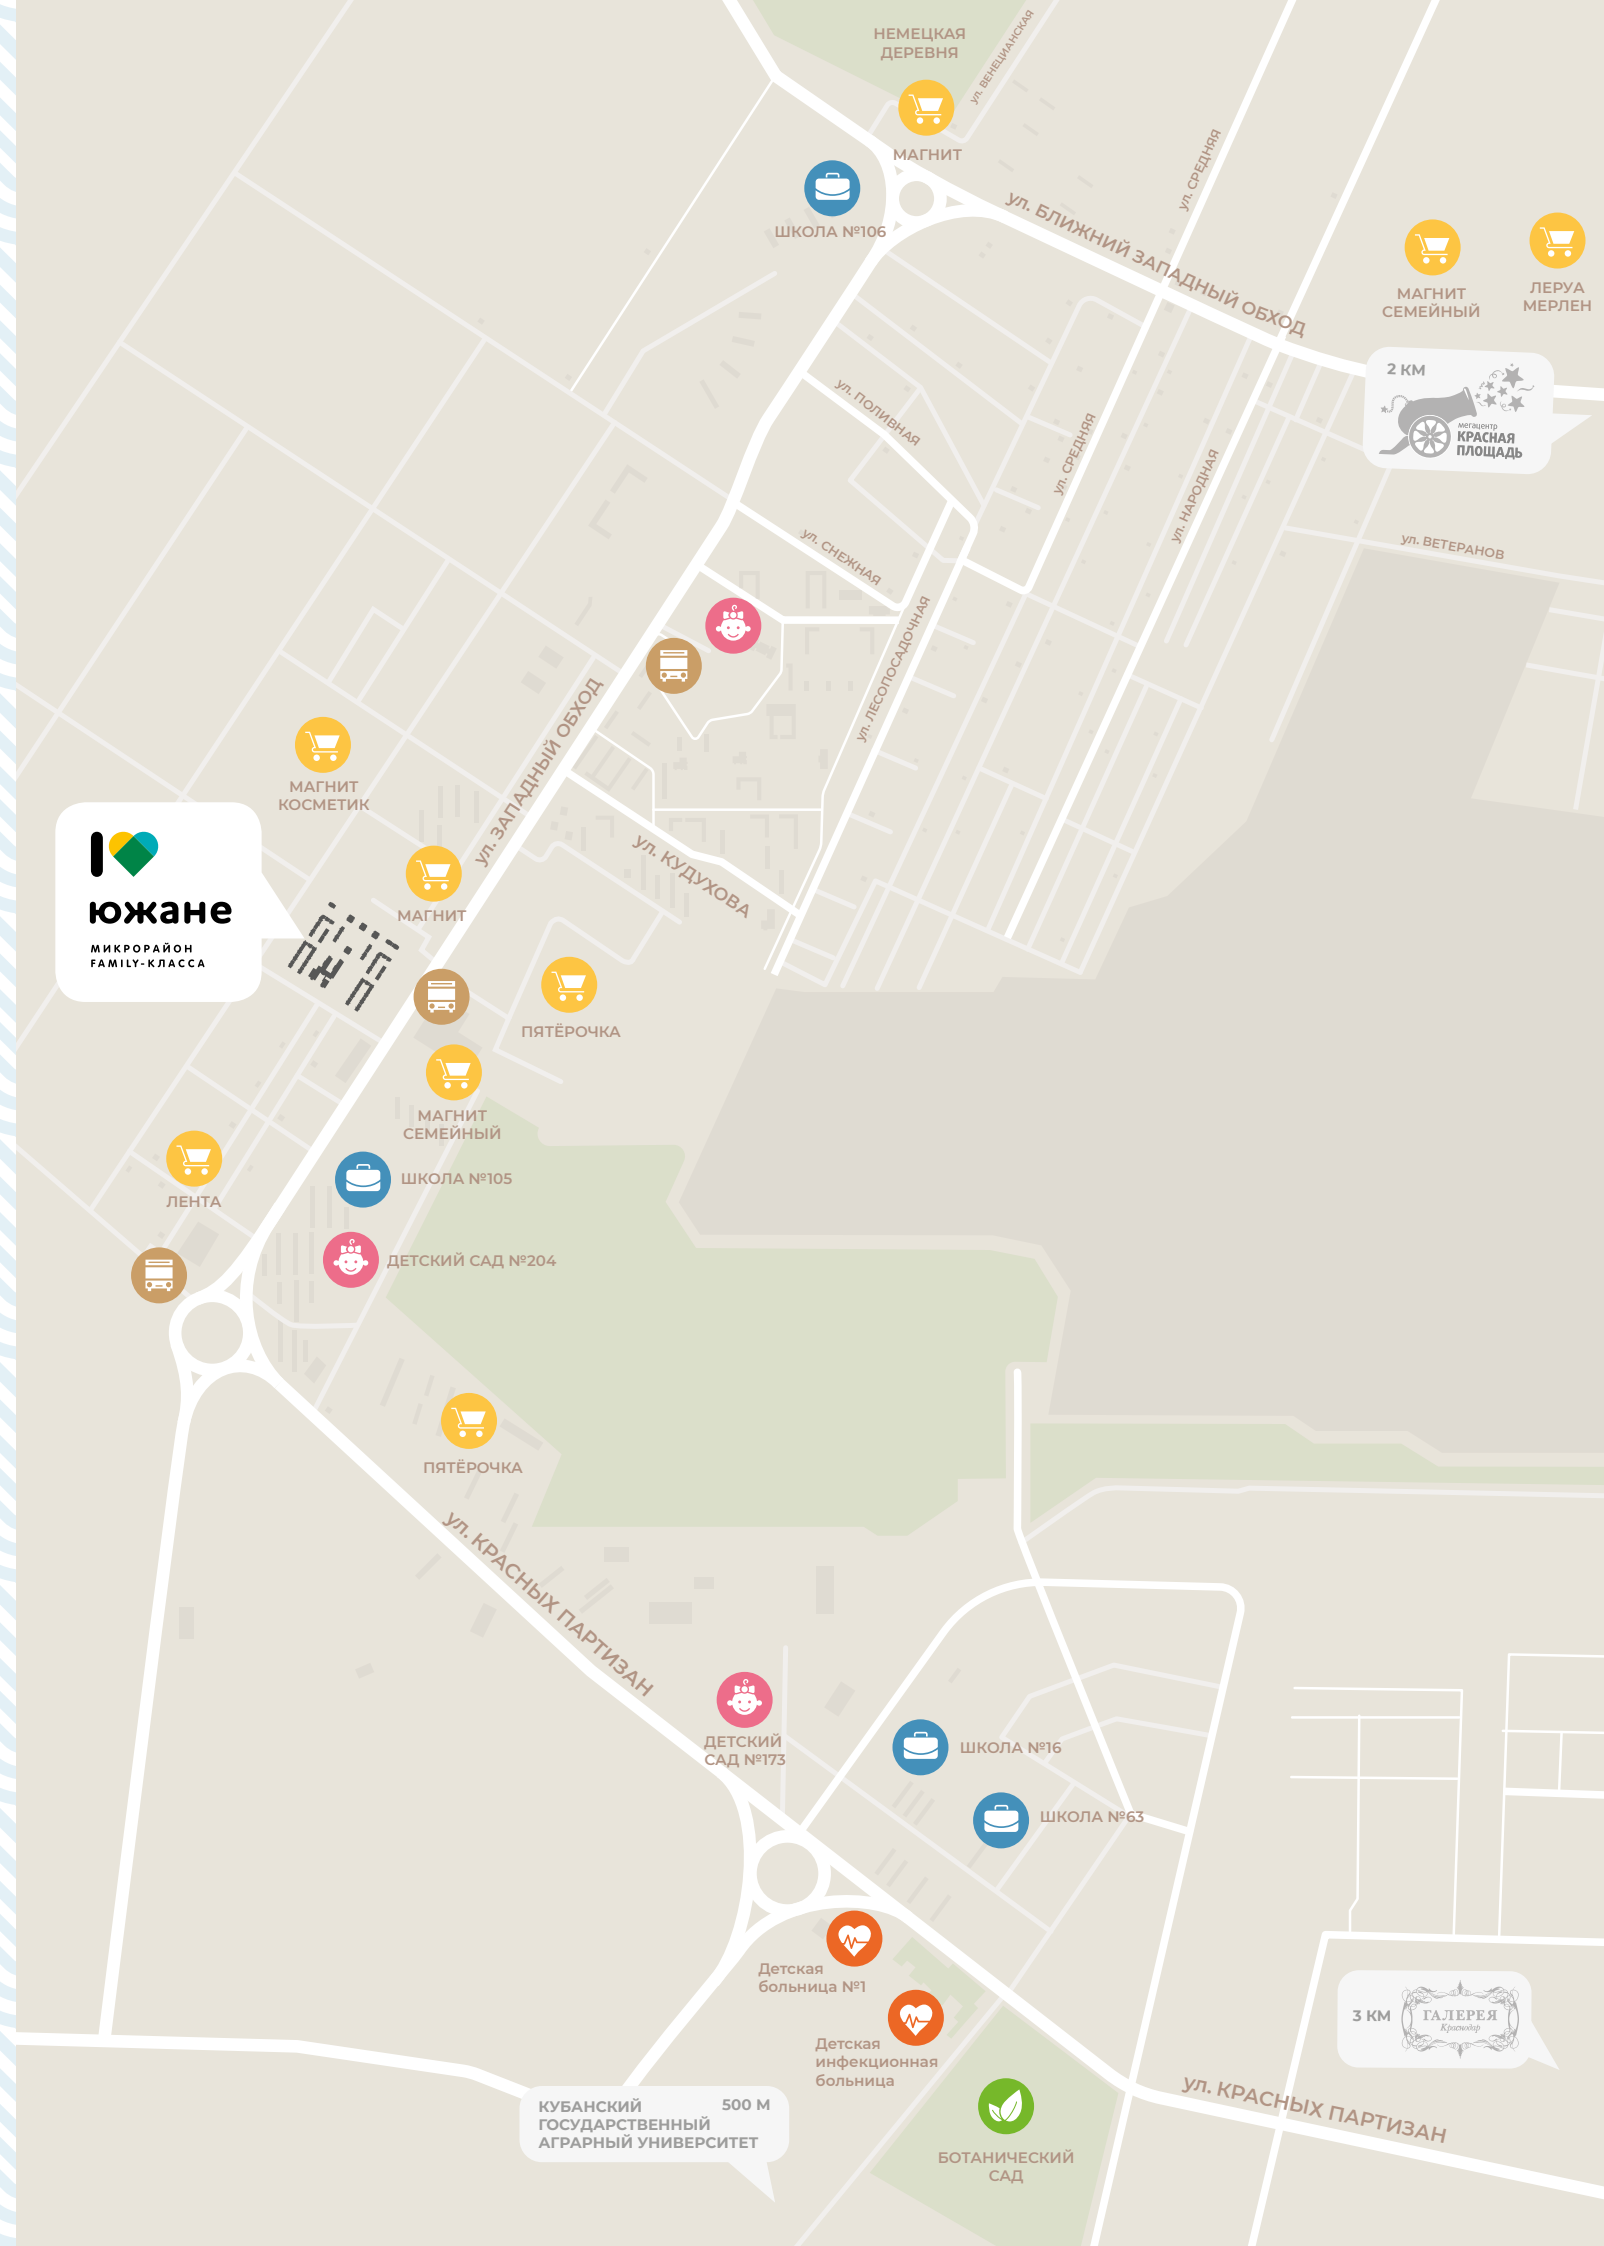 НЕМЕЦКАЯ
ДЕРЕВНЯ
ул. ВЕНЕЦИАНСКАЯ
МАГНИТ
ШКОЛА №106
ул. СРЕДНЯЯ
ул. БЛИЖНИЙ ЗАПАДНЫЙ ОБХОД
МАГНИТ
СЕМЕЙНЫЙ
ЛЕРУА
МЕРЛЕН
2 КМ
мегацентр
КРАСНАЯ
ПЛОЩАДЬ
ул. ПОЛИВНАЯ
ул. СРЕДНЯЯ
ул. НАРОДНАЯ
ул. ВЕТЕРАНОВ
ул. СНЕЖНАЯ
ул. ЛЕСОПОСАДОЧНАЯ
ул. ЗАПАДНЫЙ ОБХОД
МАГНИТ
КОСМЕТИК
I
южане
МИКРОРАЙОН
FAMILY-КЛАССА
МАГНИТ
ул. КУДУХОВА
ПЯТЁРОЧКА
МАГНИТ
СЕМЕЙНЫЙ
ШКОЛА №105
ЛЕНТА
ДЕТСКИЙ САД №204
ПЯТЁРОЧКА
ул. КРАСНЫХ ПАРТИЗАН
ДЕТСКИЙ
САД №173
ШКОЛА №16
ШКОЛА №63
Детская
больница №1
Детская
инфекционная
больница
3 КМ
ГАЛЕРЕЯ
Краснодар
КУБАНСКИЙ 500 М
ГОСУДАРСТВЕННЫЙ
АГРАРНЫЙ УНИВЕРСИТЕТ
ул. КРАСНЫХ ПАРТИЗАН
БОТАНИЧЕСКИЙ
САД